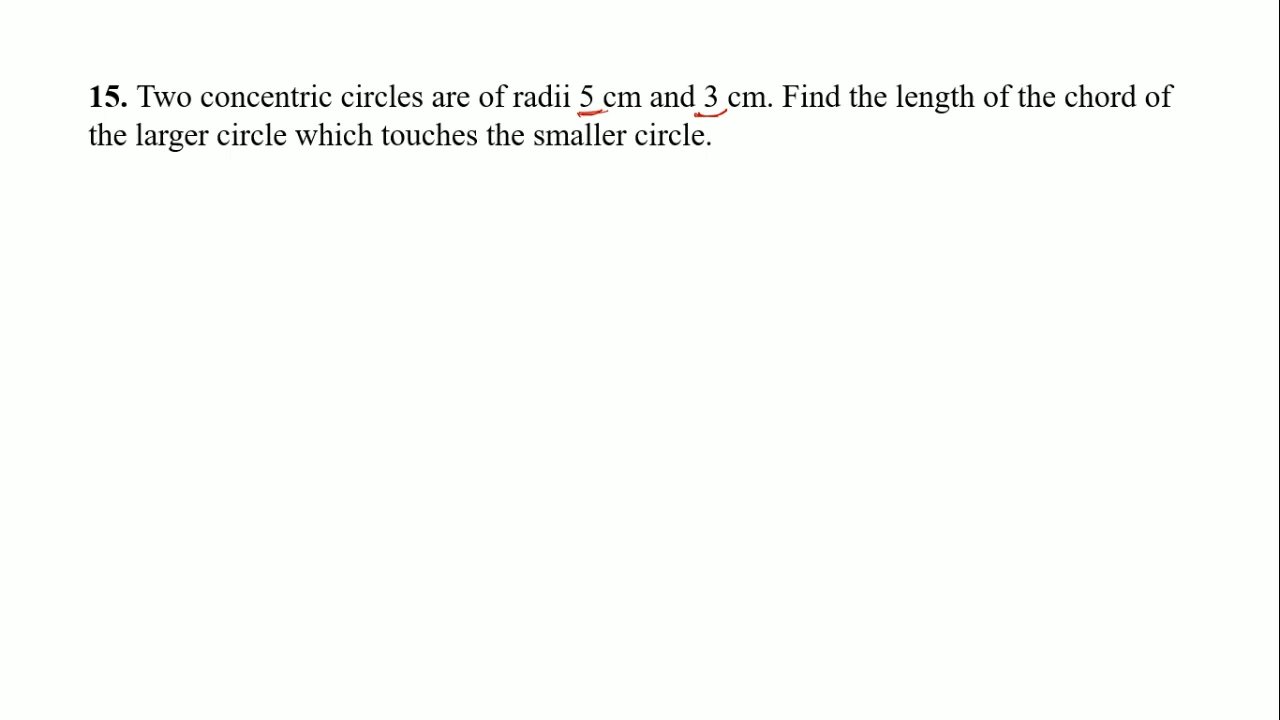 15. Two concentric circles are of radii 5 cm and 3 cm. Find the length of the chord of
the larger circle which touches the smaller circle.